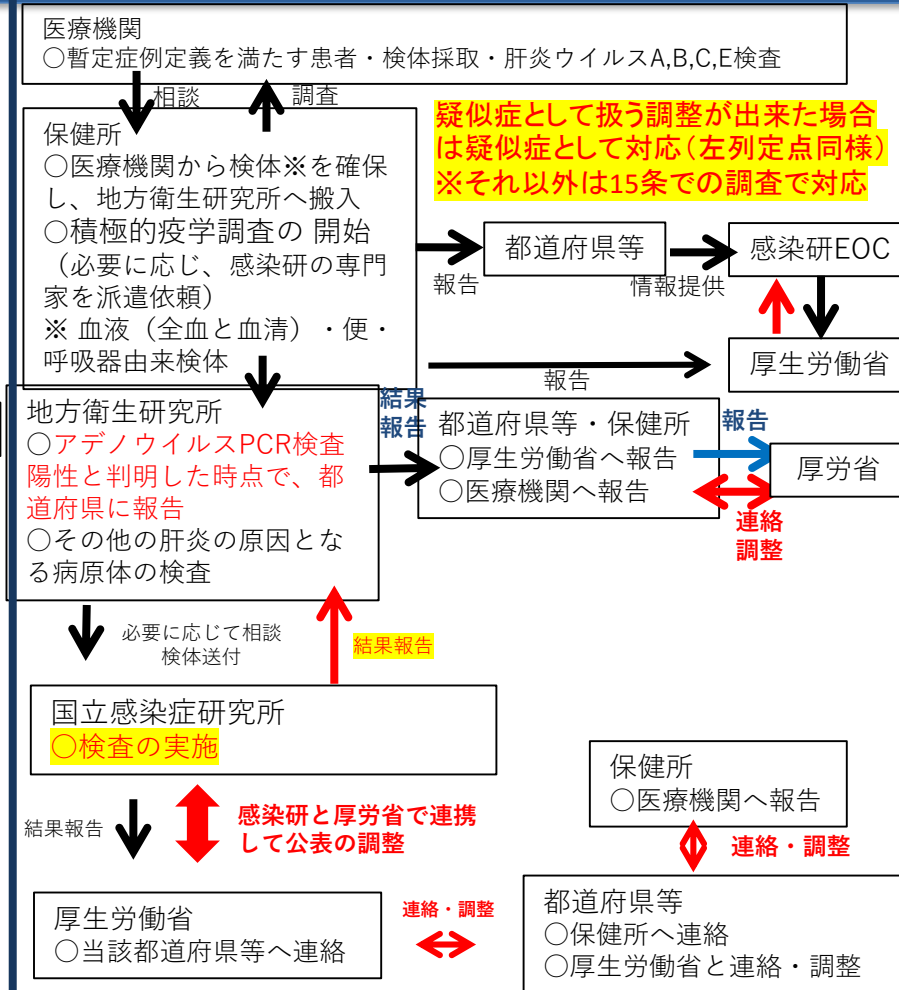 医療機関
○暫定症例定義を満たす患者・検体採取・肝炎ウイルスA,B,C,E検査
相談
調査
疑似症として扱う調整が出来た場合
は疑似症として対応（左列定点同様）
※それ以外は15条での調査で対応
保健所
○医療機関から検体※を確保
し、地方衛生研究所へ搬入
○積極的疫学調査の 開始
（必要に応じ、感染研の専門
家を派遣依頼）
※ 血液（全血と血清）・便・
呼吸器由来検体
報告
都道府県等
情報提供
感染研EOC
報告
厚生労働省
地方衛生研究所
○アデノウイルスPCR検査
陽性と判明した時点で、都
道府県に報告
○その他の肝炎の原因とな
る病原体の検査
結果
報告
都道府県等・保健所
○厚生労働省へ報告
○医療機関へ報告
報告
厚労省
連絡
調整
必要に応じて相談
検体送付
結果報告
国立感染症研究所
○検査の実施
結果報告
感染研と厚労省で連携
して公表の調整
保健所
○医療機関へ報告
連絡・調整
厚生労働省
○当該都道府県等へ連絡
連絡・調整
都道府県等
○保健所へ連絡
○厚生労働省と連絡・調整